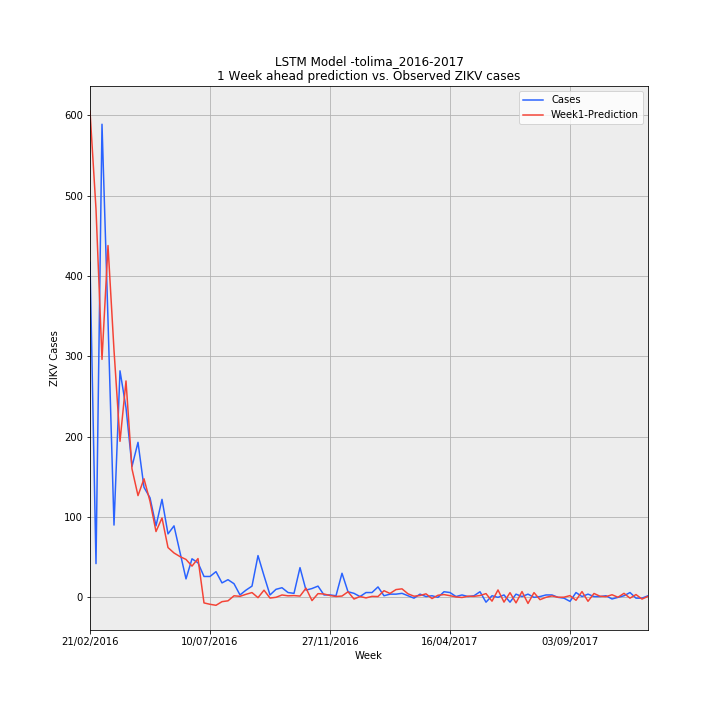 LSTM Model -tolima_2016-2017
1 Week ahead prediction vs. Observed ZIKV cases
Cases
Week1-Prediction
600
500
400
300
200
100
0
ZIKV Cases
21/02/2016
10/07/2016
27/11/2016
16/04/2017
03/09/2017
Week